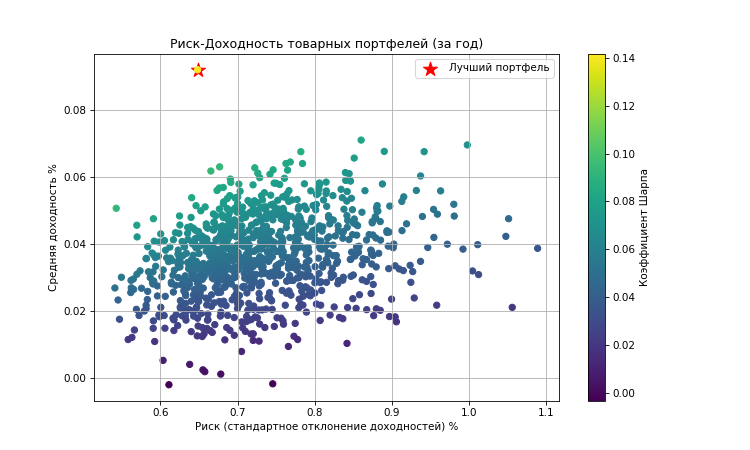 Риск-Доходность товарных портфелей (за год)
Лучший портфель
Средняя доходность %
0.08
0.06
0.04
0.02
0.00
0.6 0.7 0.8 0.9 1.0 1.1
Риск (стандартное отклонение доходностей) %
0.14
0.12
0.10
0.08
0.06
0.04
0.02
0.00
Коэффициент Шарпа